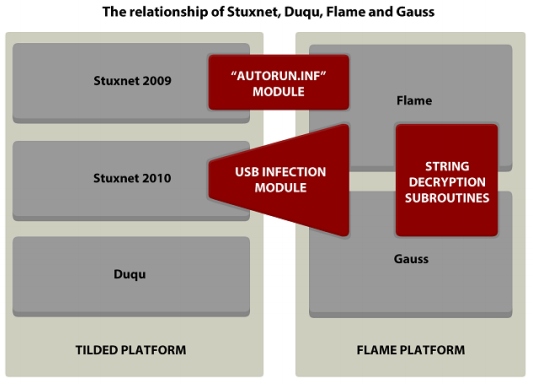 The relationship of Stuxnet, Duqu, Flame and Gauss
Stuxnet 2009
“AUTORUN.INF”
MODULE
Flame
Stuxnet 2010
USB INFECTION
MODULE
STRING
DECRYPTION
SUBROUTINES
Duqu
Gauss
TILDED PLATFORM
FLAME PLATFORM